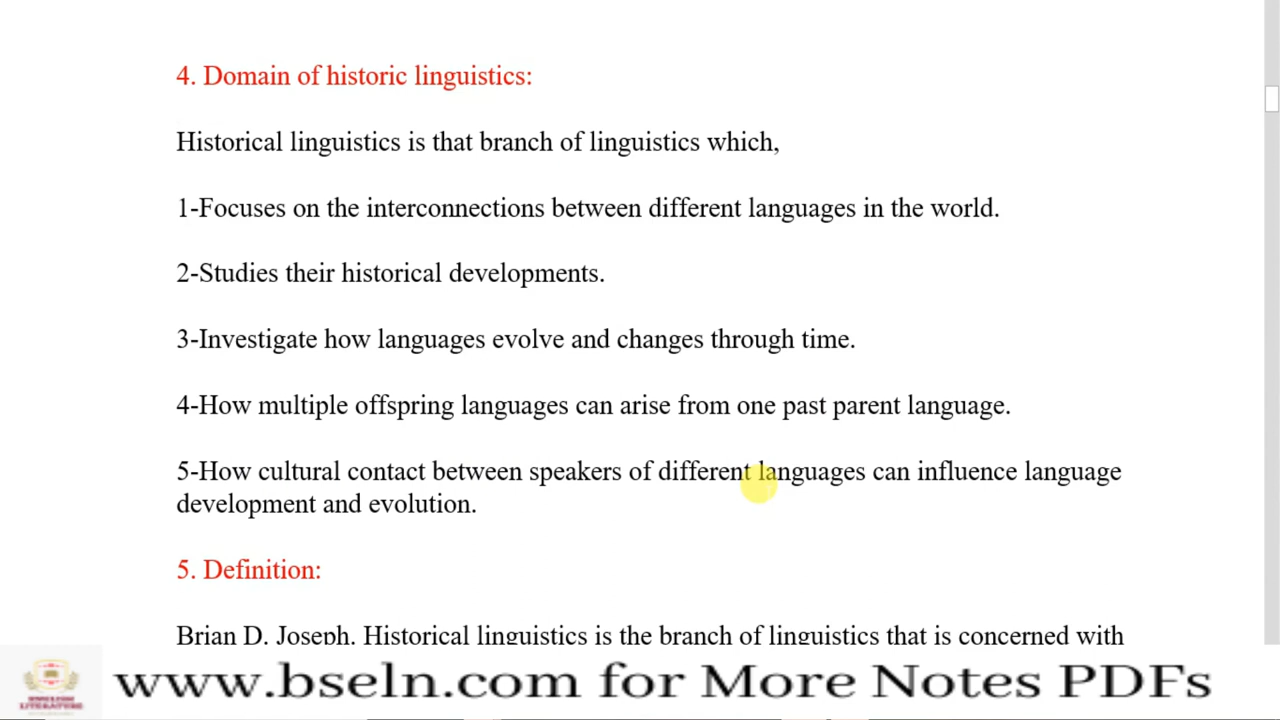 4. Domain of historic linguistics:
Historical linguistics is that branch of linguistics which,
1-Focuses on the interconnections between different languages in the world.
2-Studies their historical developments.
3-Investigate how languages evolve and changes through time.
4-How multiple offspring languages can arise from one past parent language.
5-How cultural contact between speakers of different languages can influence language
development and evolution.
5. Definition:
Brian D. Joseph. Historical linguistics is the branch of linguistics that is concerned with
ENGLISH
LITERATURE
www.bseln.com for More Notes PDFs